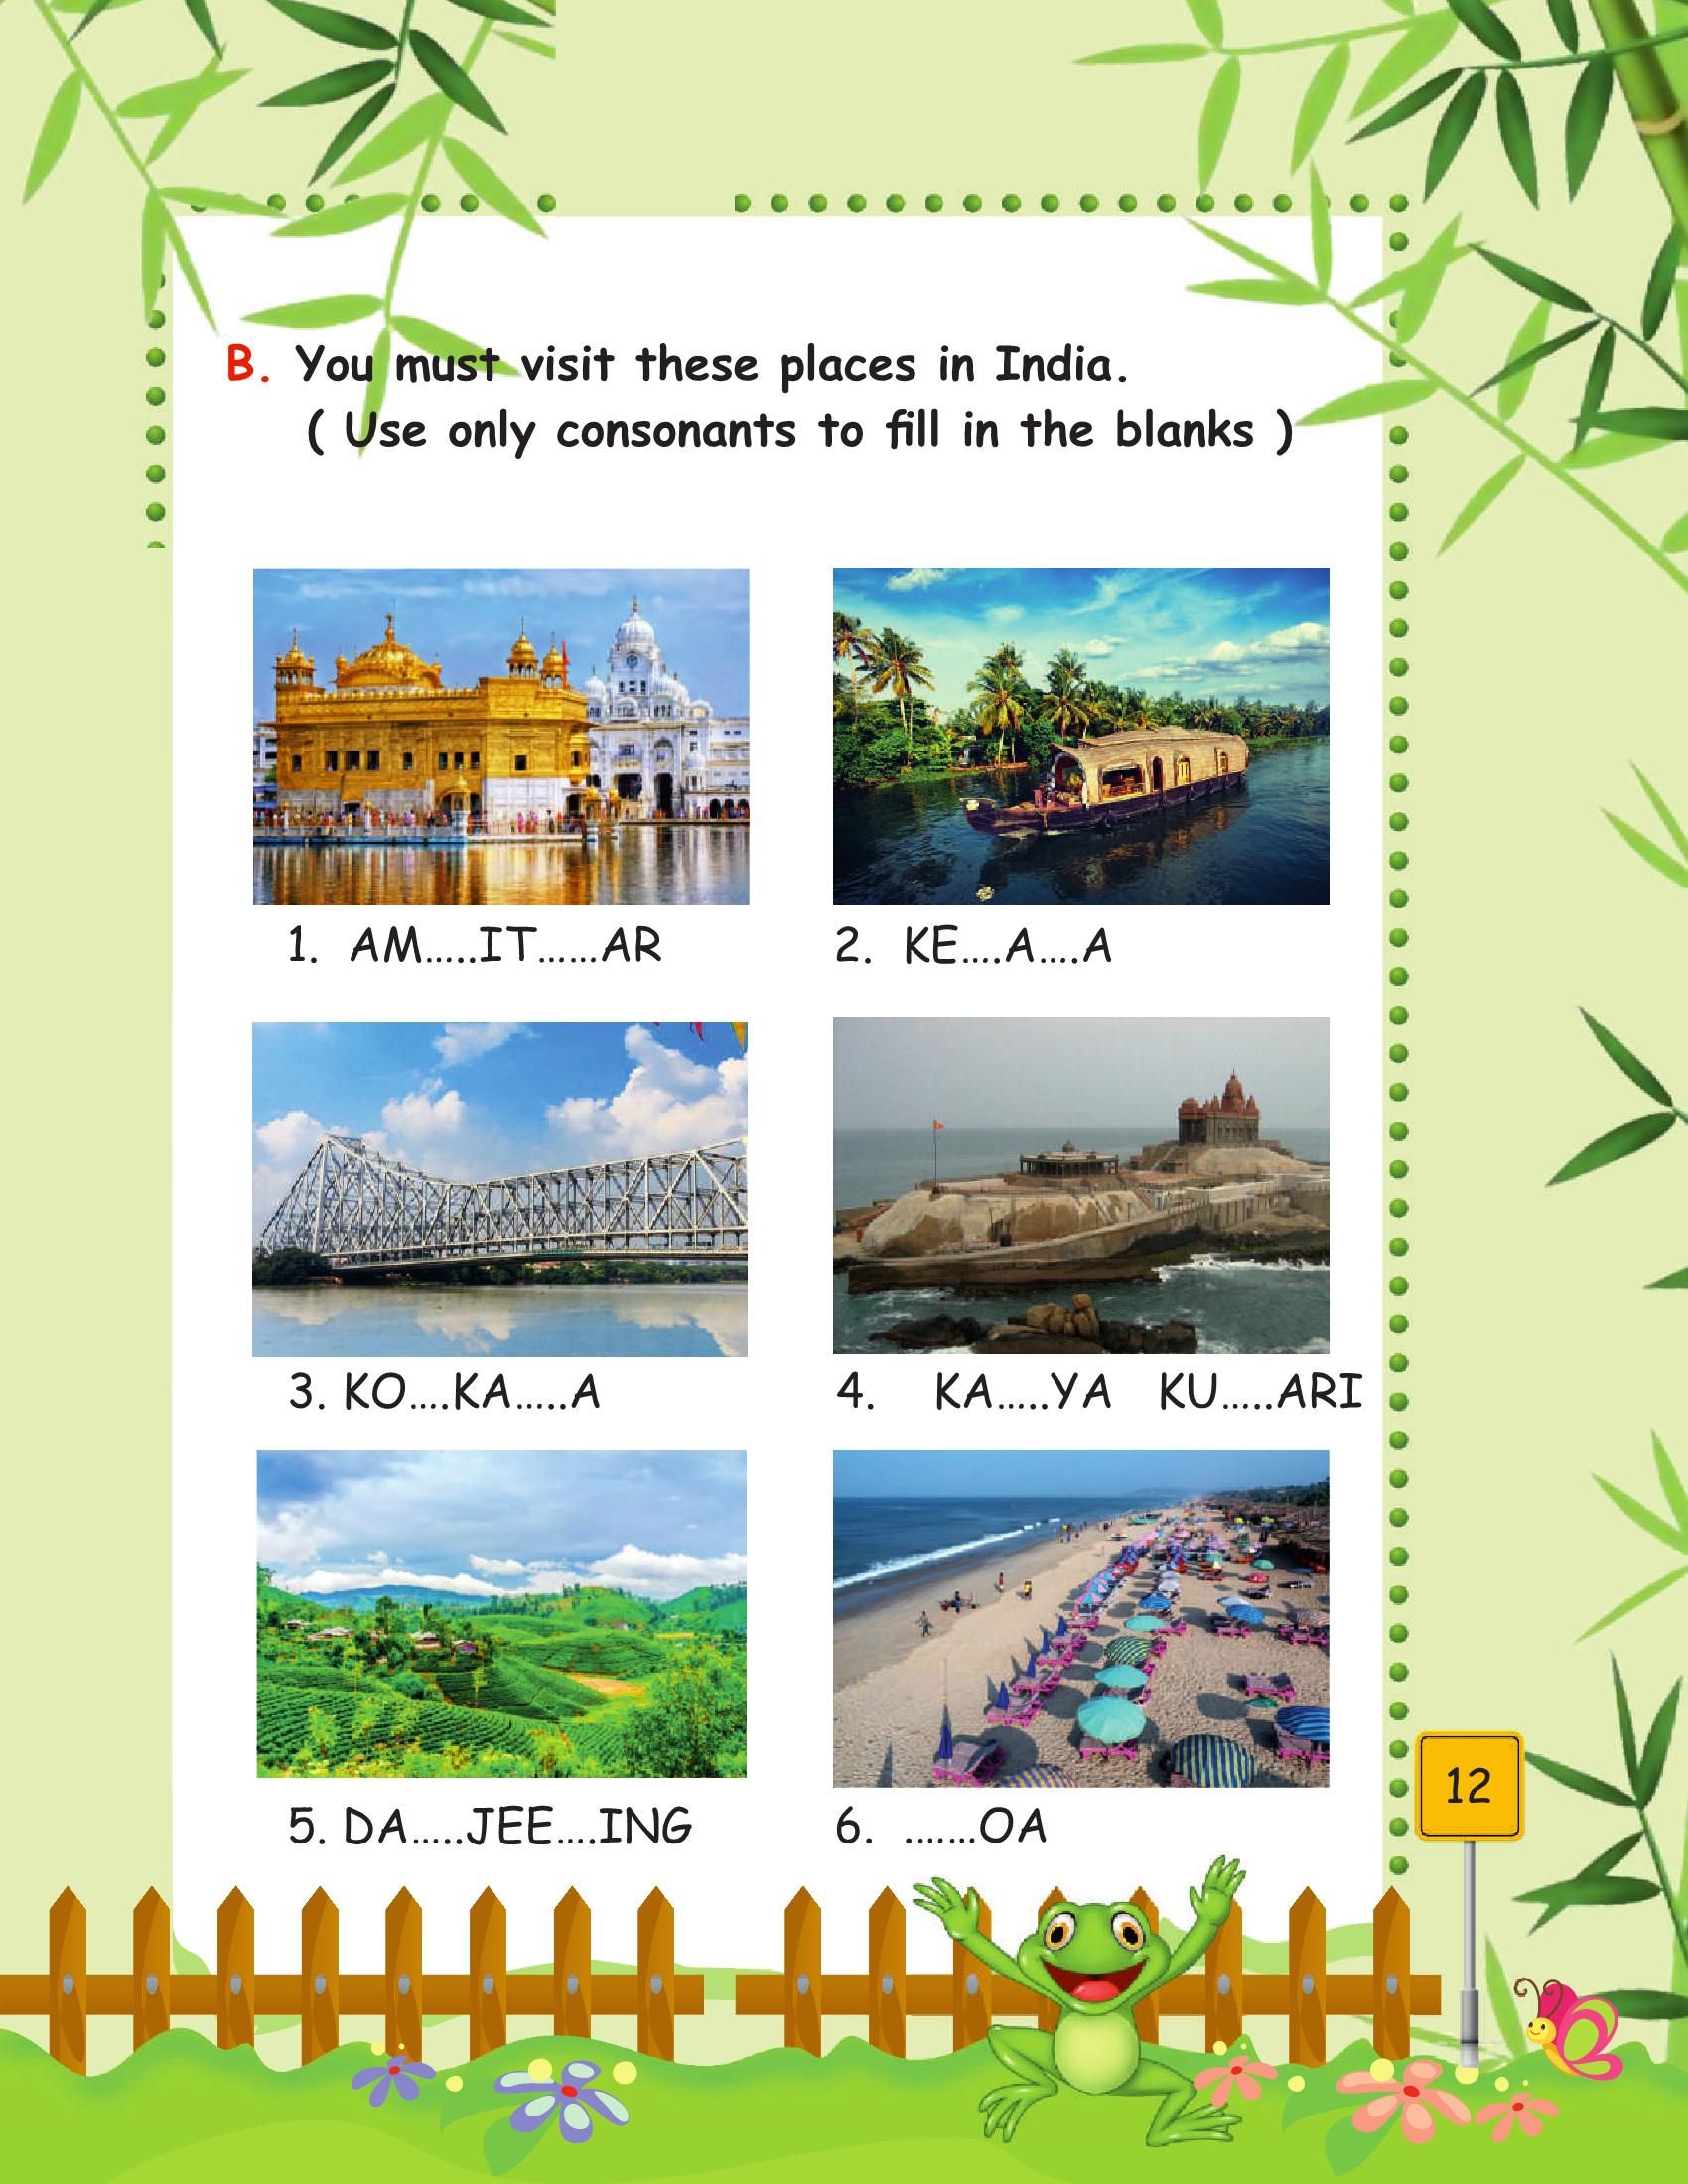 B. You must visit these places in India.
( Use only consonants to fill in the blanks )
1. AM.....IT......AR
2. KE....A....A
3. KO....KA.....A
4. KA.....YA KU.....ARI
5. DA.....JEE....ING
6. .......OA
12